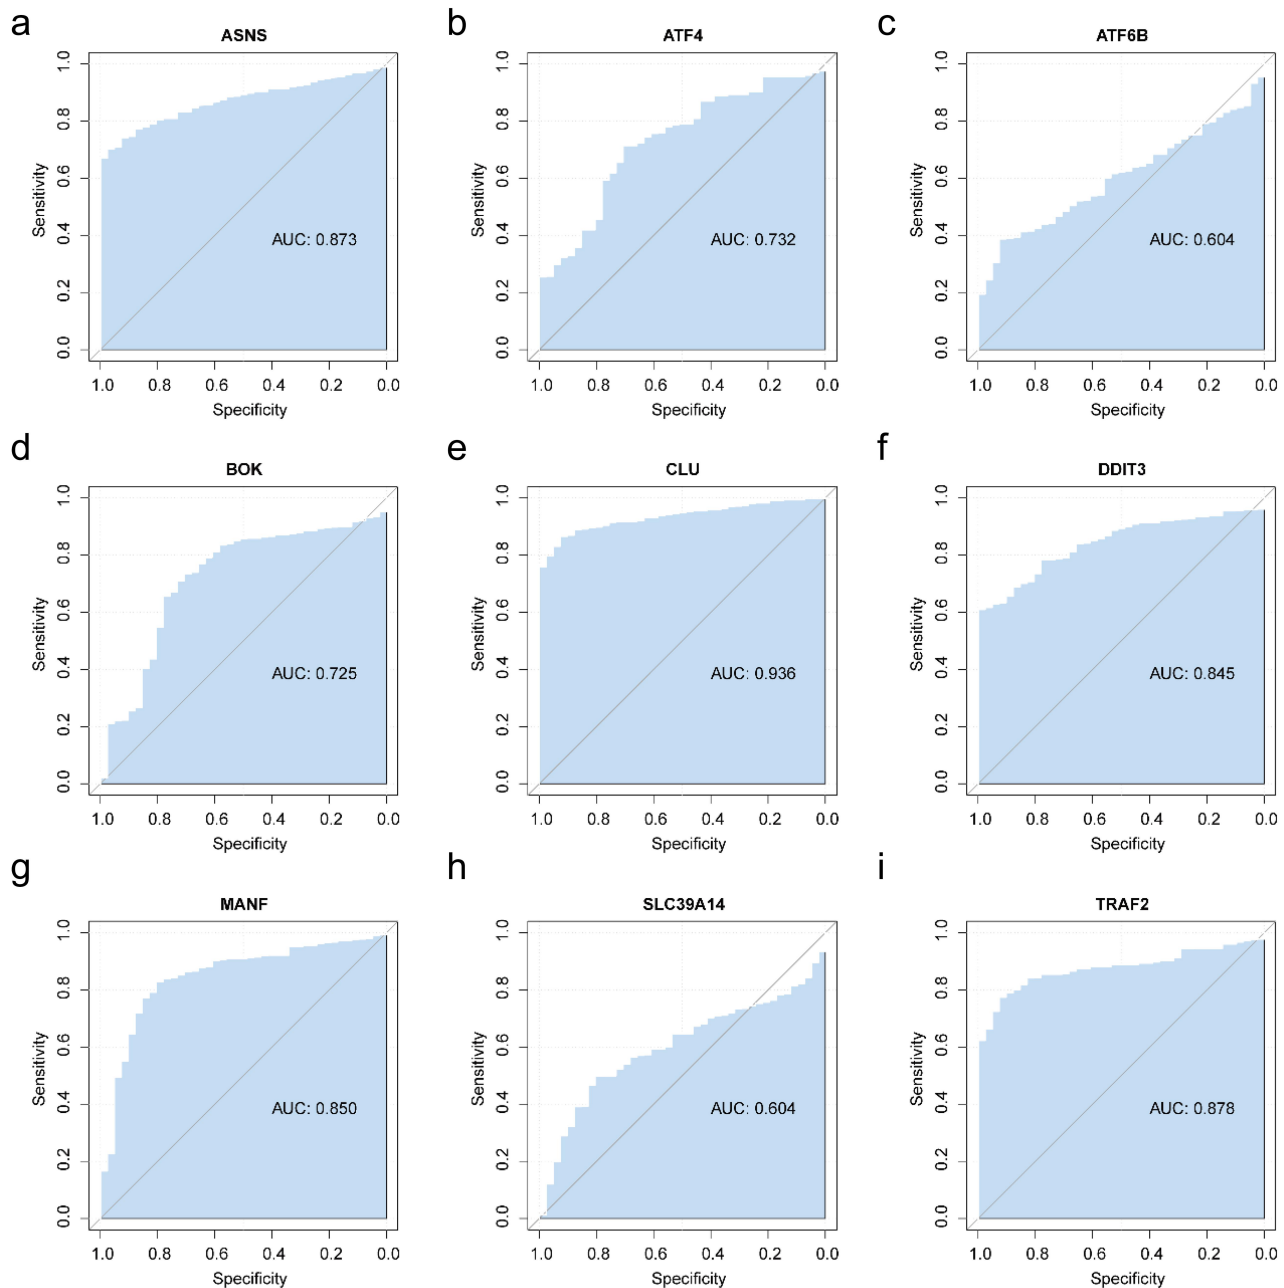 a
ASNS
1.0
0.8
0.6
0.4
0.2
0.0
Sensitivity
AUC: 0.873
1.0 0.8 0.6 0.4 0.2 0.0
Specificity
b
ATF4
1.0
0.8
0.6
0.4
0.2
0.0
Sensitivity
AUC: 0.732
1.0 0.8 0.6 0.4 0.2 0.0
Specificity
c
ATF6B
1.0
0.8
0.6
0.4
0.2
0.0
Sensitivity
AUC: 0.604
1.0 0.8 0.6 0.4 0.2 0.0
Specificity
d
BOK
1.0
0.8
0.6
0.4
0.2
0.0
Sensitivity
AUC: 0.725
1.0 0.8 0.6 0.4 0.2 0.0
Specificity
e
CLU
1.0
0.8
0.6
0.4
0.2
0.0
Sensitivity
AUC: 0.936
1.0 0.8 0.6 0.4 0.2 0.0
Specificity
f
DDIT3
1.0
0.8
0.6
0.4
0.2
0.0
Sensitivity
AUC: 0.845
1.0 0.8 0.6 0.4 0.2 0.0
Specificity
g
MANF
1.0
0.8
0.6
0.4
0.2
0.0
Sensitivity
AUC: 0.850
1.0 0.8 0.6 0.4 0.2 0.0
Specificity
h
SLC39A14
1.0
0.8
0.6
0.4
0.2
0.0
Sensitivity
AUC: 0.604
1.0 0.8 0.6 0.4 0.2 0.0
Specificity
i
TRAF2
1.0
0.8
0.6
0.4
0.2
0.0
Sensitivity
AUC: 0.878
1.0 0.8 0.6 0.4 0.2 0.0
Specificity